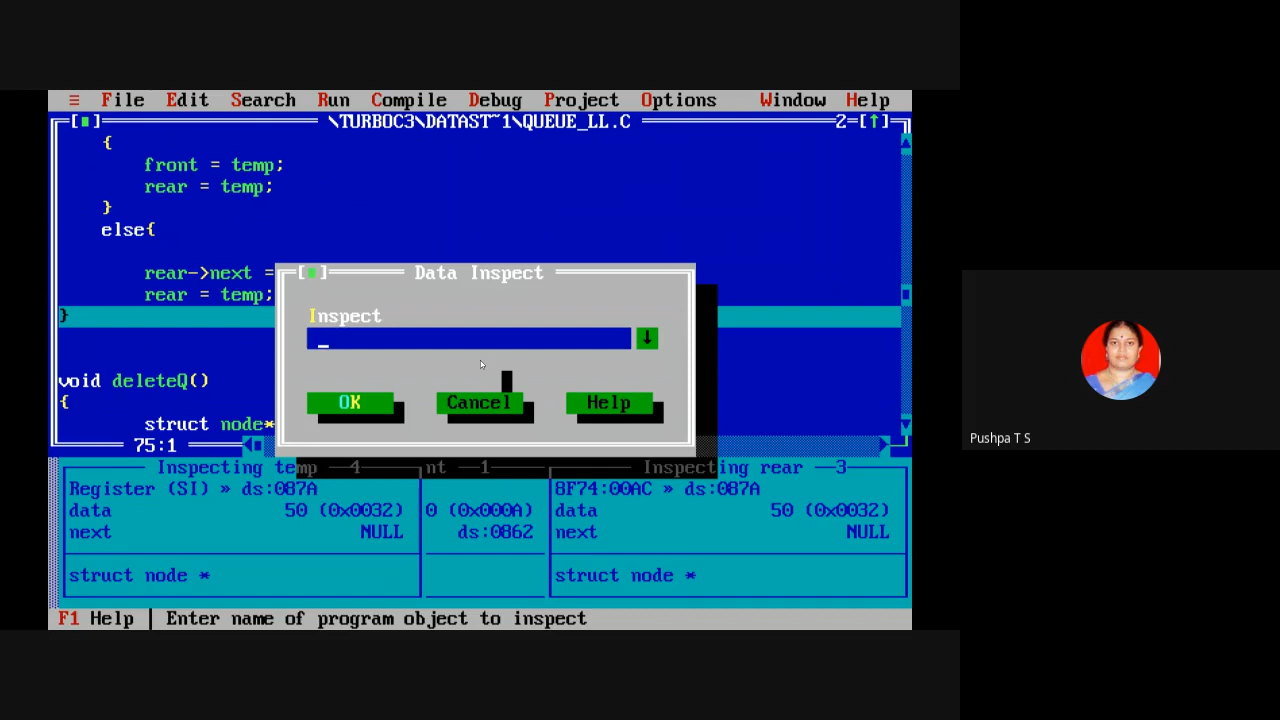 ≡ File Edit Search Run Compile Debug Project Options Window Help
[■] \TURBOC3\DATAST~1\QUEUE_LL.C 2=[↑]
{
front = temp;
rear = temp;
}
else{
rear->next =
rear = temp;
}
void deleteQ()
{
struct node*
75:1
[■] Data Inspect
Inspect
_
↓
OK Cancel Help
Inspecting temp 4 nt 1 Inspecting rear 3
Register (SI) » ds:087A 8F74:00AC » ds:087A
data 50 (0x0032) 0 (0x000A) data 50 (0x0032)
next NULL ds:0862 next NULL
struct node * struct node *
F1 Help | Enter name of program object to inspect
Pushpa T S